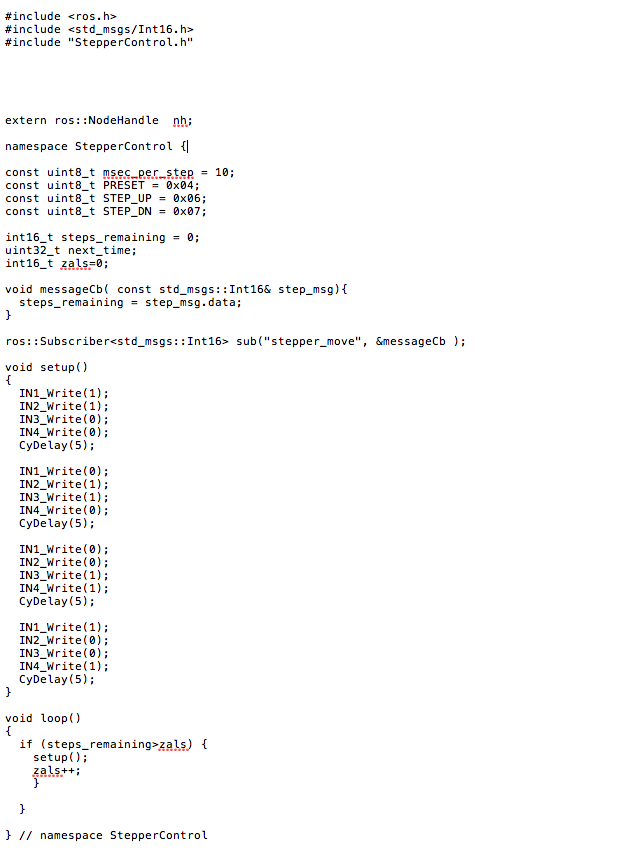 #include <ros.h>
#include <std_msgs/Int16.h>
#include "StepperControl.h"
extern ros::NodeHandle  nh;
namespace StepperControl {
const uint8_t msec_per_step = 10;
const uint8_t PRESET = 0x04;
const uint8_t STEP_UP = 0x06;
const uint8_t STEP_DN = 0x07;
int16_t steps_remaining = 0;
uint32_t next_time;
int16_t zals=0;
void messageCb( const std_msgs::Int16& step_msg){
  steps_remaining = step_msg.data;
}
ros::Subscriber<std_msgs::Int16> sub("stepper_move", &messageCb );
void setup()
{
  IN1_Write(1);
  IN2_Write(1);
  IN3_Write(0);
  IN4_Write(0);
  CyDelay(5);
  IN1_Write(0);
  IN2_Write(1);
  IN3_Write(1);
  IN4_Write(0);
  CyDelay(5);
  IN1_Write(0);
  IN2_Write(0);
  IN3_Write(1);
  IN4_Write(1);
  CyDelay(5);
  IN1_Write(1);
  IN2_Write(0);
  IN3_Write(0);
  IN4_Write(1);
  CyDelay(5);
}
void loop()
{
  if (steps_remaining>zals) {
    setup();
    zals++;
    }
  }
} // namespace StepperControl